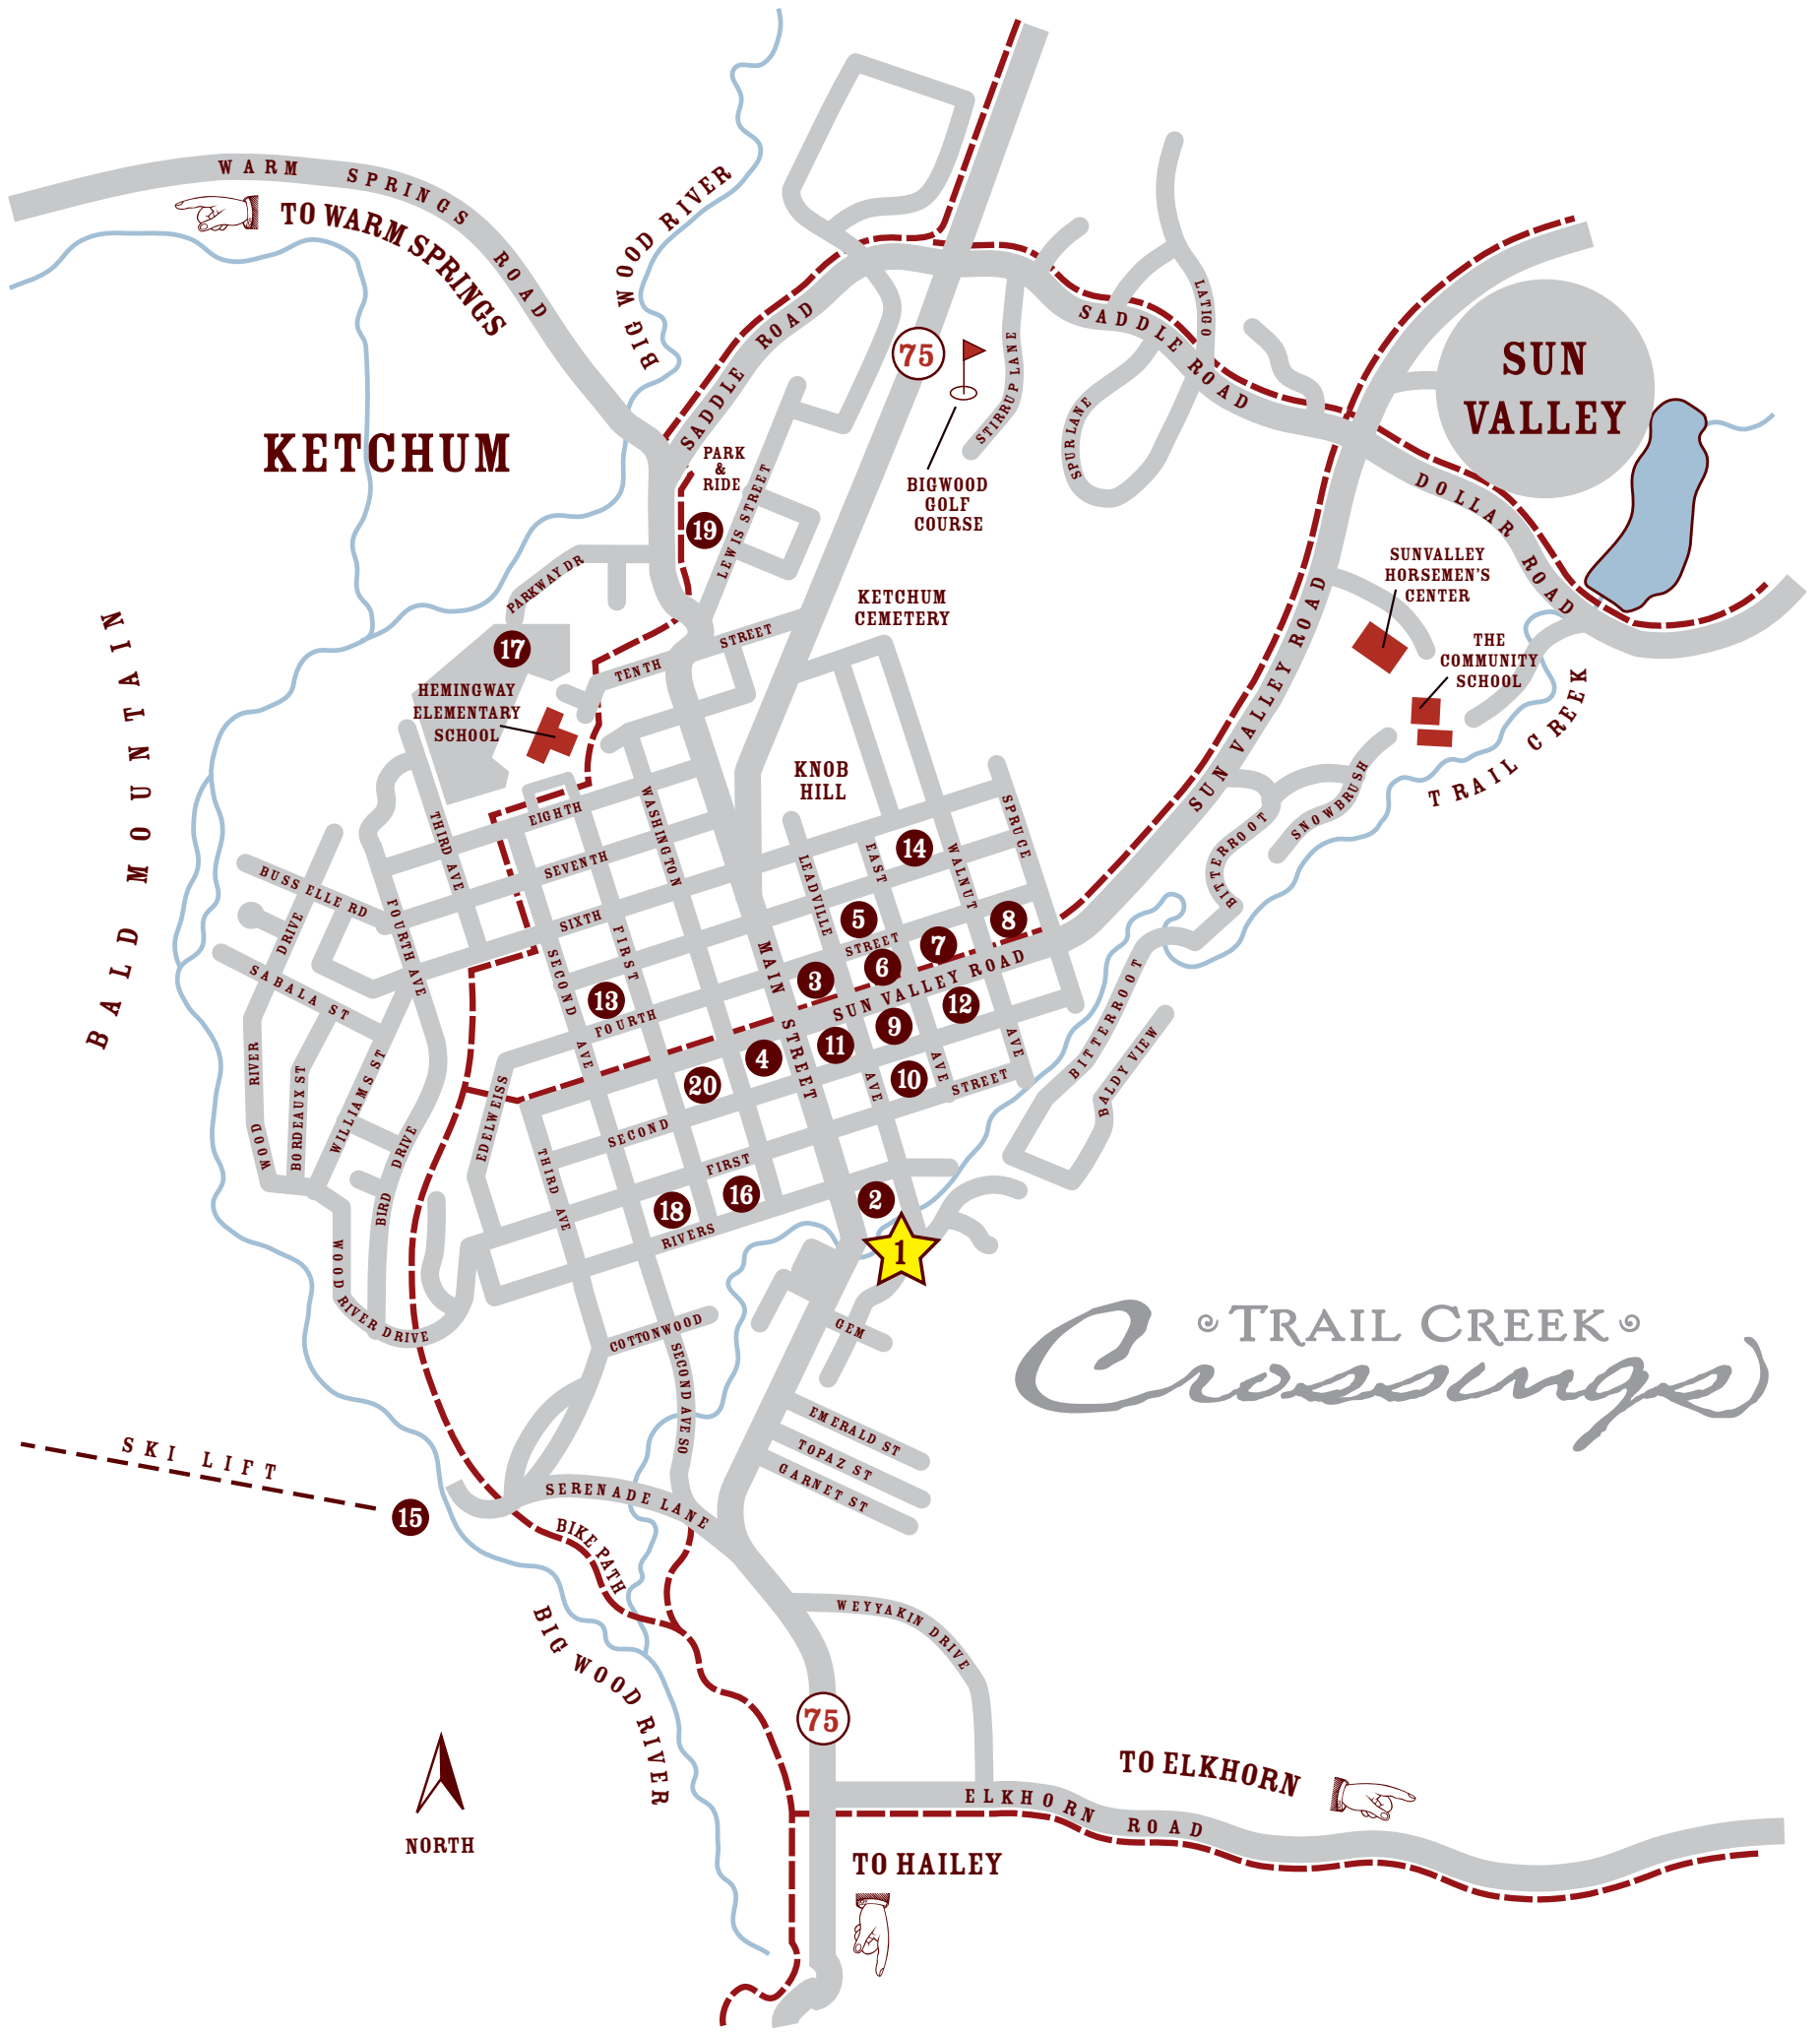 WARM SPRINGS ROAD
TO WARM SPRINGS
BIG WOOD RIVER
KETCHUM
SADDLE ROAD
75
BIGWOOD
GOLF
COURSE
STIRRUP LANE
SPUR LANE
LATIGO
SADDLE ROAD
SUN
VALLEY
DOLLAR ROAD
PARK
&
RIDE
19
LEWIS STREET
PARKWAY DR
17
HEMINGWAY
ELEMENTARY
SCHOOL
TENTH STREET
KETCHUM
CEMETERY
SUNVALLEY
HORSEMEN'S
CENTER
THE
COMMUNITY
SCHOOL
TRAIL CREEK
SUN VALLEY ROAD
SNOWBRUSH
BITTERROOT
KNOB
HILL
BALD MOUNTAIN
EIGHTH
SEVENTH
SIXTH
THIRD AVE
WASHINGTON
FOURTH AVE
BUSS ELLE RD
DRIVE
SABALA ST
RIVER
WOOD
BORDEAUX ST
WILLIAMS ST
BIRD DRIVE
WOOD RIVER DRIVE
EDELWEISS
SECOND AVE
FIRST
13
FOURTH STREET
MAIN STREET
LEADVILLE AVE
EAST AVE
WALNUT AVE
SPRUCE
14
5
8
7
6
3
SUN VALLEY ROAD
12
9
11
4
10
20
SECOND STREET
FIRST
THIRD AVE
16
18
RIVERS
2
1
BITTERROOT
BALDY VIEW
COTTONWOOD
SECOND AVE SO
GEM
TRAIL CREEK
Crossings
EMERALD ST
TOPAZ ST
GARNET ST
SKI LIFT
15
SERENADE LANE
BIKE PATH
BIG WOOD RIVER
WEYYAKIN DRIVE
75
NORTH
TO ELKHORN
ELKHORN ROAD
TO HAILEY